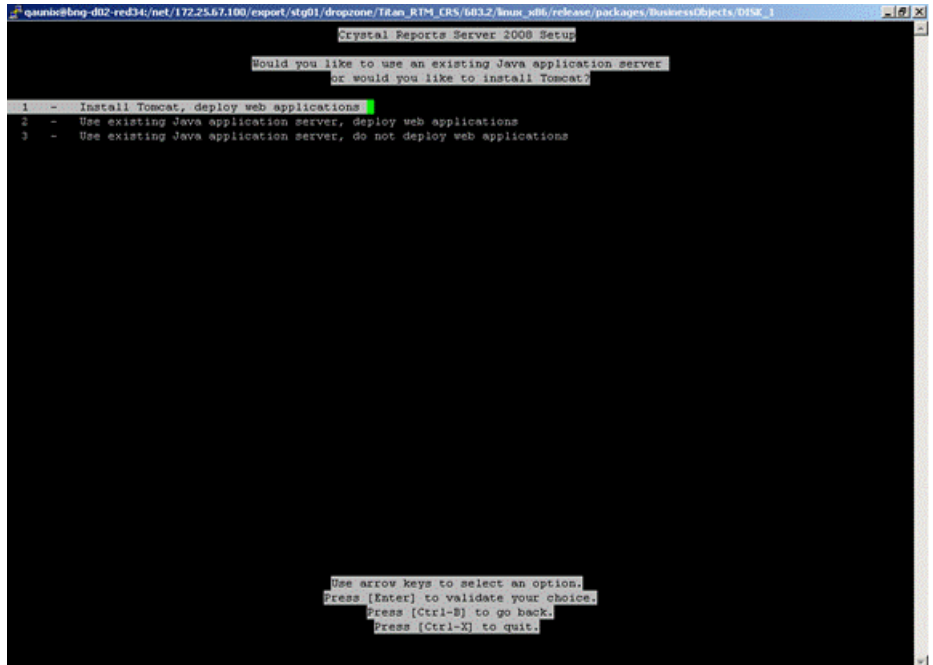 qaunix@bng-d02-red34:/net/172.25.67.100/export/stg01/dropzone/Titan_RTM_CRS/603.2/linux_x86/release/packages/BusinessObjects/DISK_1
Crystal Reports Server 2008 Setup
Would you like to use an existing Java application server
or would you like to install Tomcat?
1 - Install Tomcat, deploy web applications
2 - Use existing Java application server, deploy web applications
3 - Use existing Java application server, do not deploy web applications
Use arrow keys to select an option.
Press [Enter] to validate your choice.
Press [Ctrl-B] to go back.
Press [Ctrl-X] to quit.